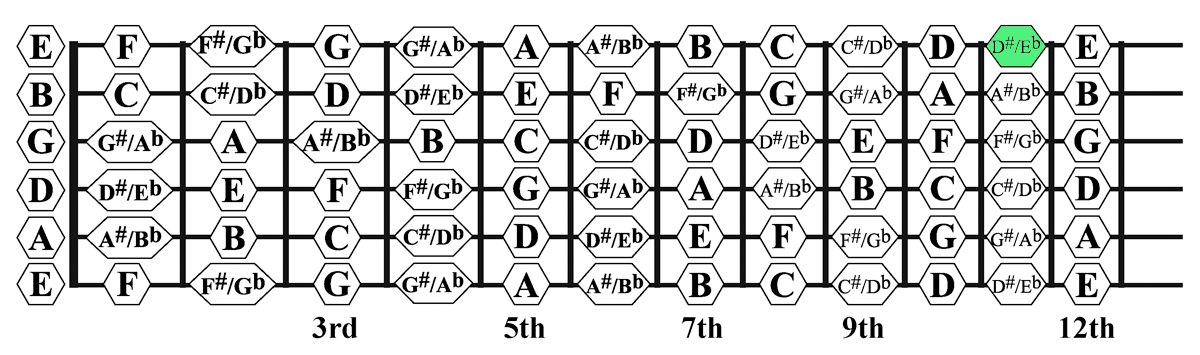 E F F#/Gb G G#/Ab A A#/Bb B C C#/Db D D#/Eb E
B C C#/Db D D#/Eb E F F#/Gb G G#/Ab A A#/Bb B
G G#/Ab A A#/Bb B C C#/Db D D#/Eb E F F#/Gb G
D D#/Eb E F F#/Gb G G#/Ab A A#/Bb B C C#/Db D
A A#/Bb B C C#/Db D D#/Eb E F F#/Gb G G#/Ab A
E F F#/Gb G G#/Ab A A#/Bb B C C#/Db D D#/Eb E
3rd 5th 7th 9th 12th